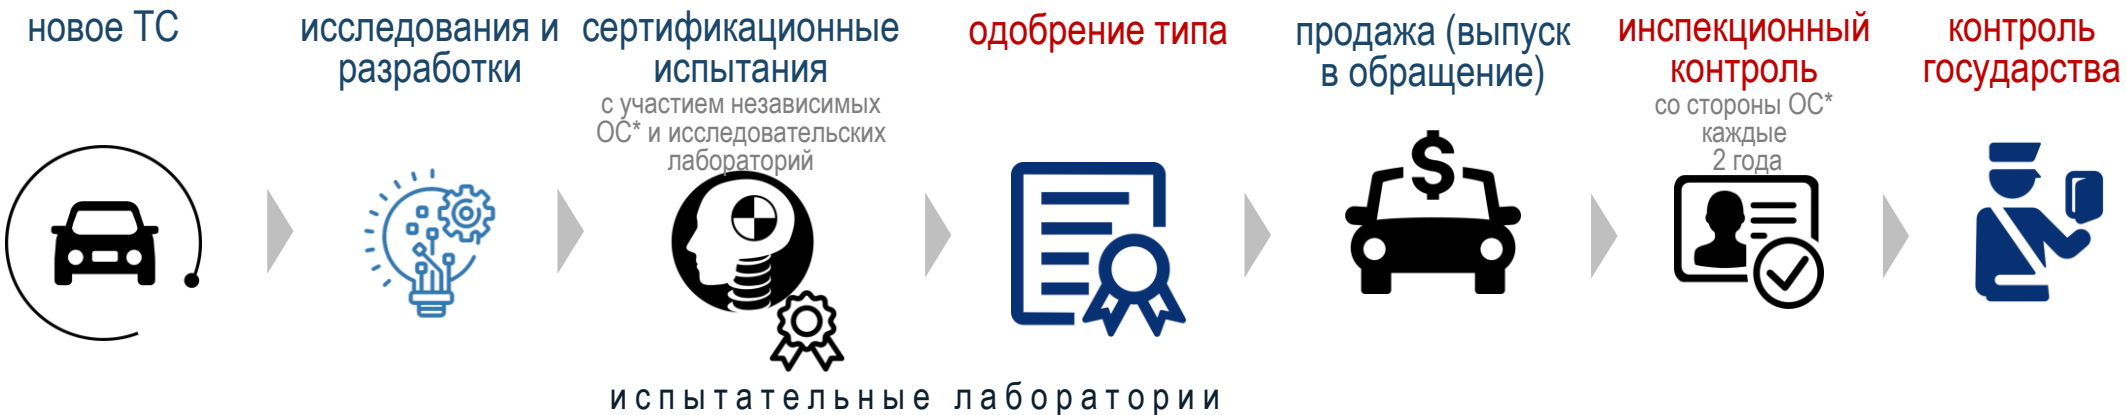 новое ТС
исследования и
разработки
сертификационные
испытания
с участием независимых
ОС* и исследовательских
лабораторий
одобрение типа
продажа (выпуск
в обращение)
инспекционный
контроль
со стороны ОС*
каждые
2 года
контроль
государства
$
испытательные лаборатории